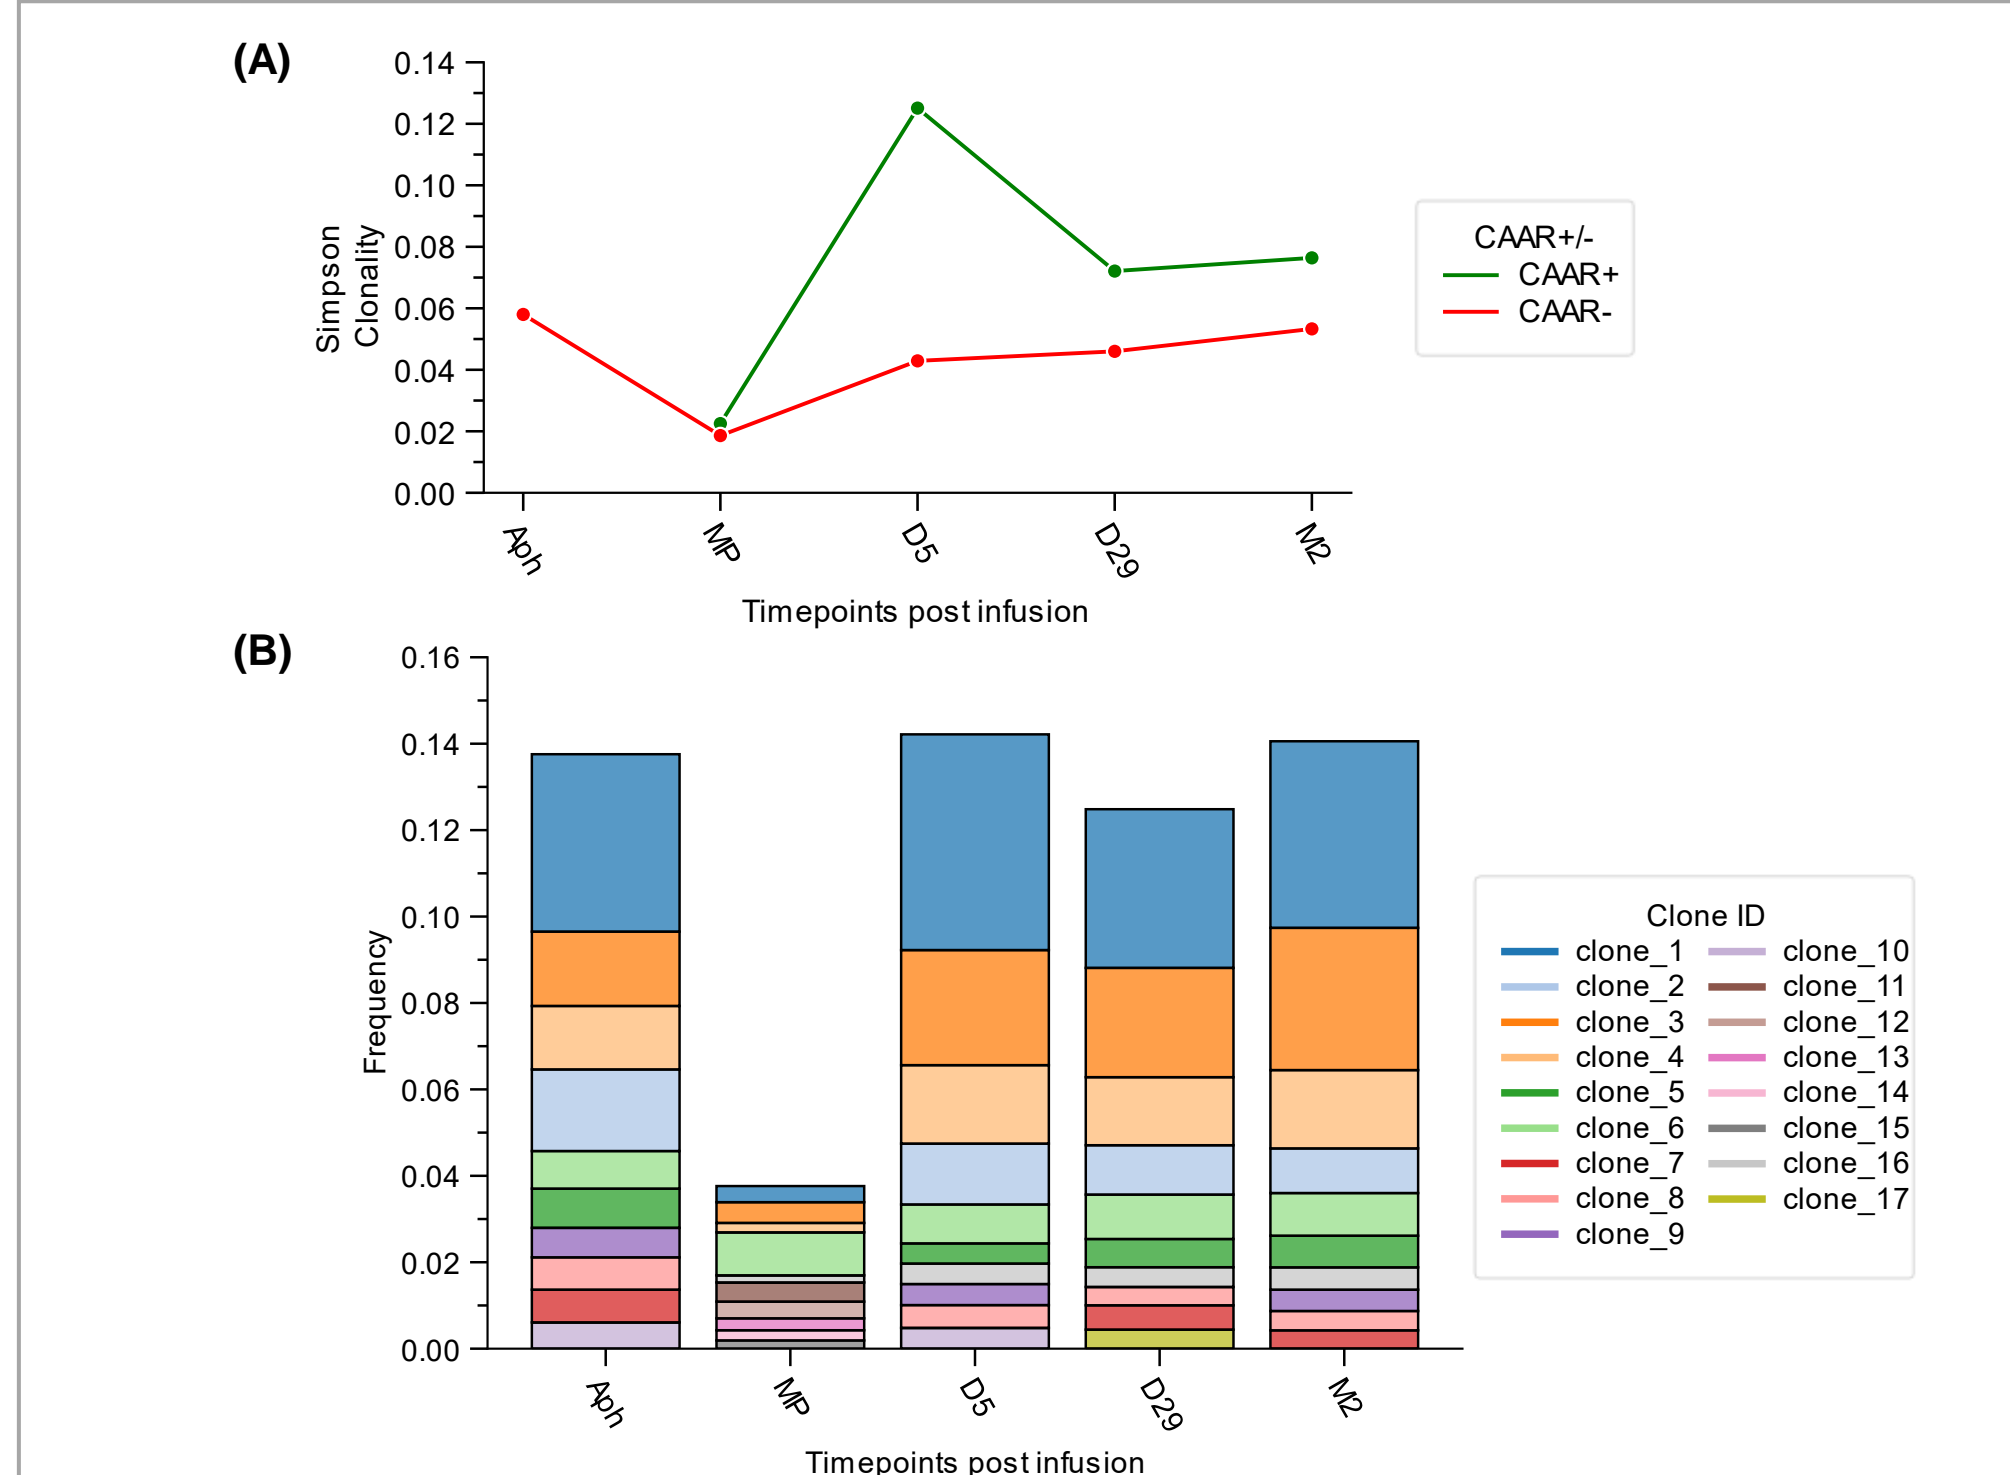 (A)
0.14
0.12
0.10
0.08
0.06
0.04
0.02
0.00
Simpson
Clonality
Aph
MP
D5
D29
M2
Timepoints post infusion
CAAR+/-
CAAR+
CAAR-
(B)
0.16
0.14
0.12
0.10
0.08
0.06
0.04
0.02
0.00
Frequency
Aph
MP
D5
D29
M2
Timepoints post infusion
Clone ID
clone_1 clone_10
clone_2 clone_11
clone_3 clone_12
clone_4 clone_13
clone_5 clone_14
clone_6 clone_15
clone_7 clone_16
clone_8 clone_17
clone_9